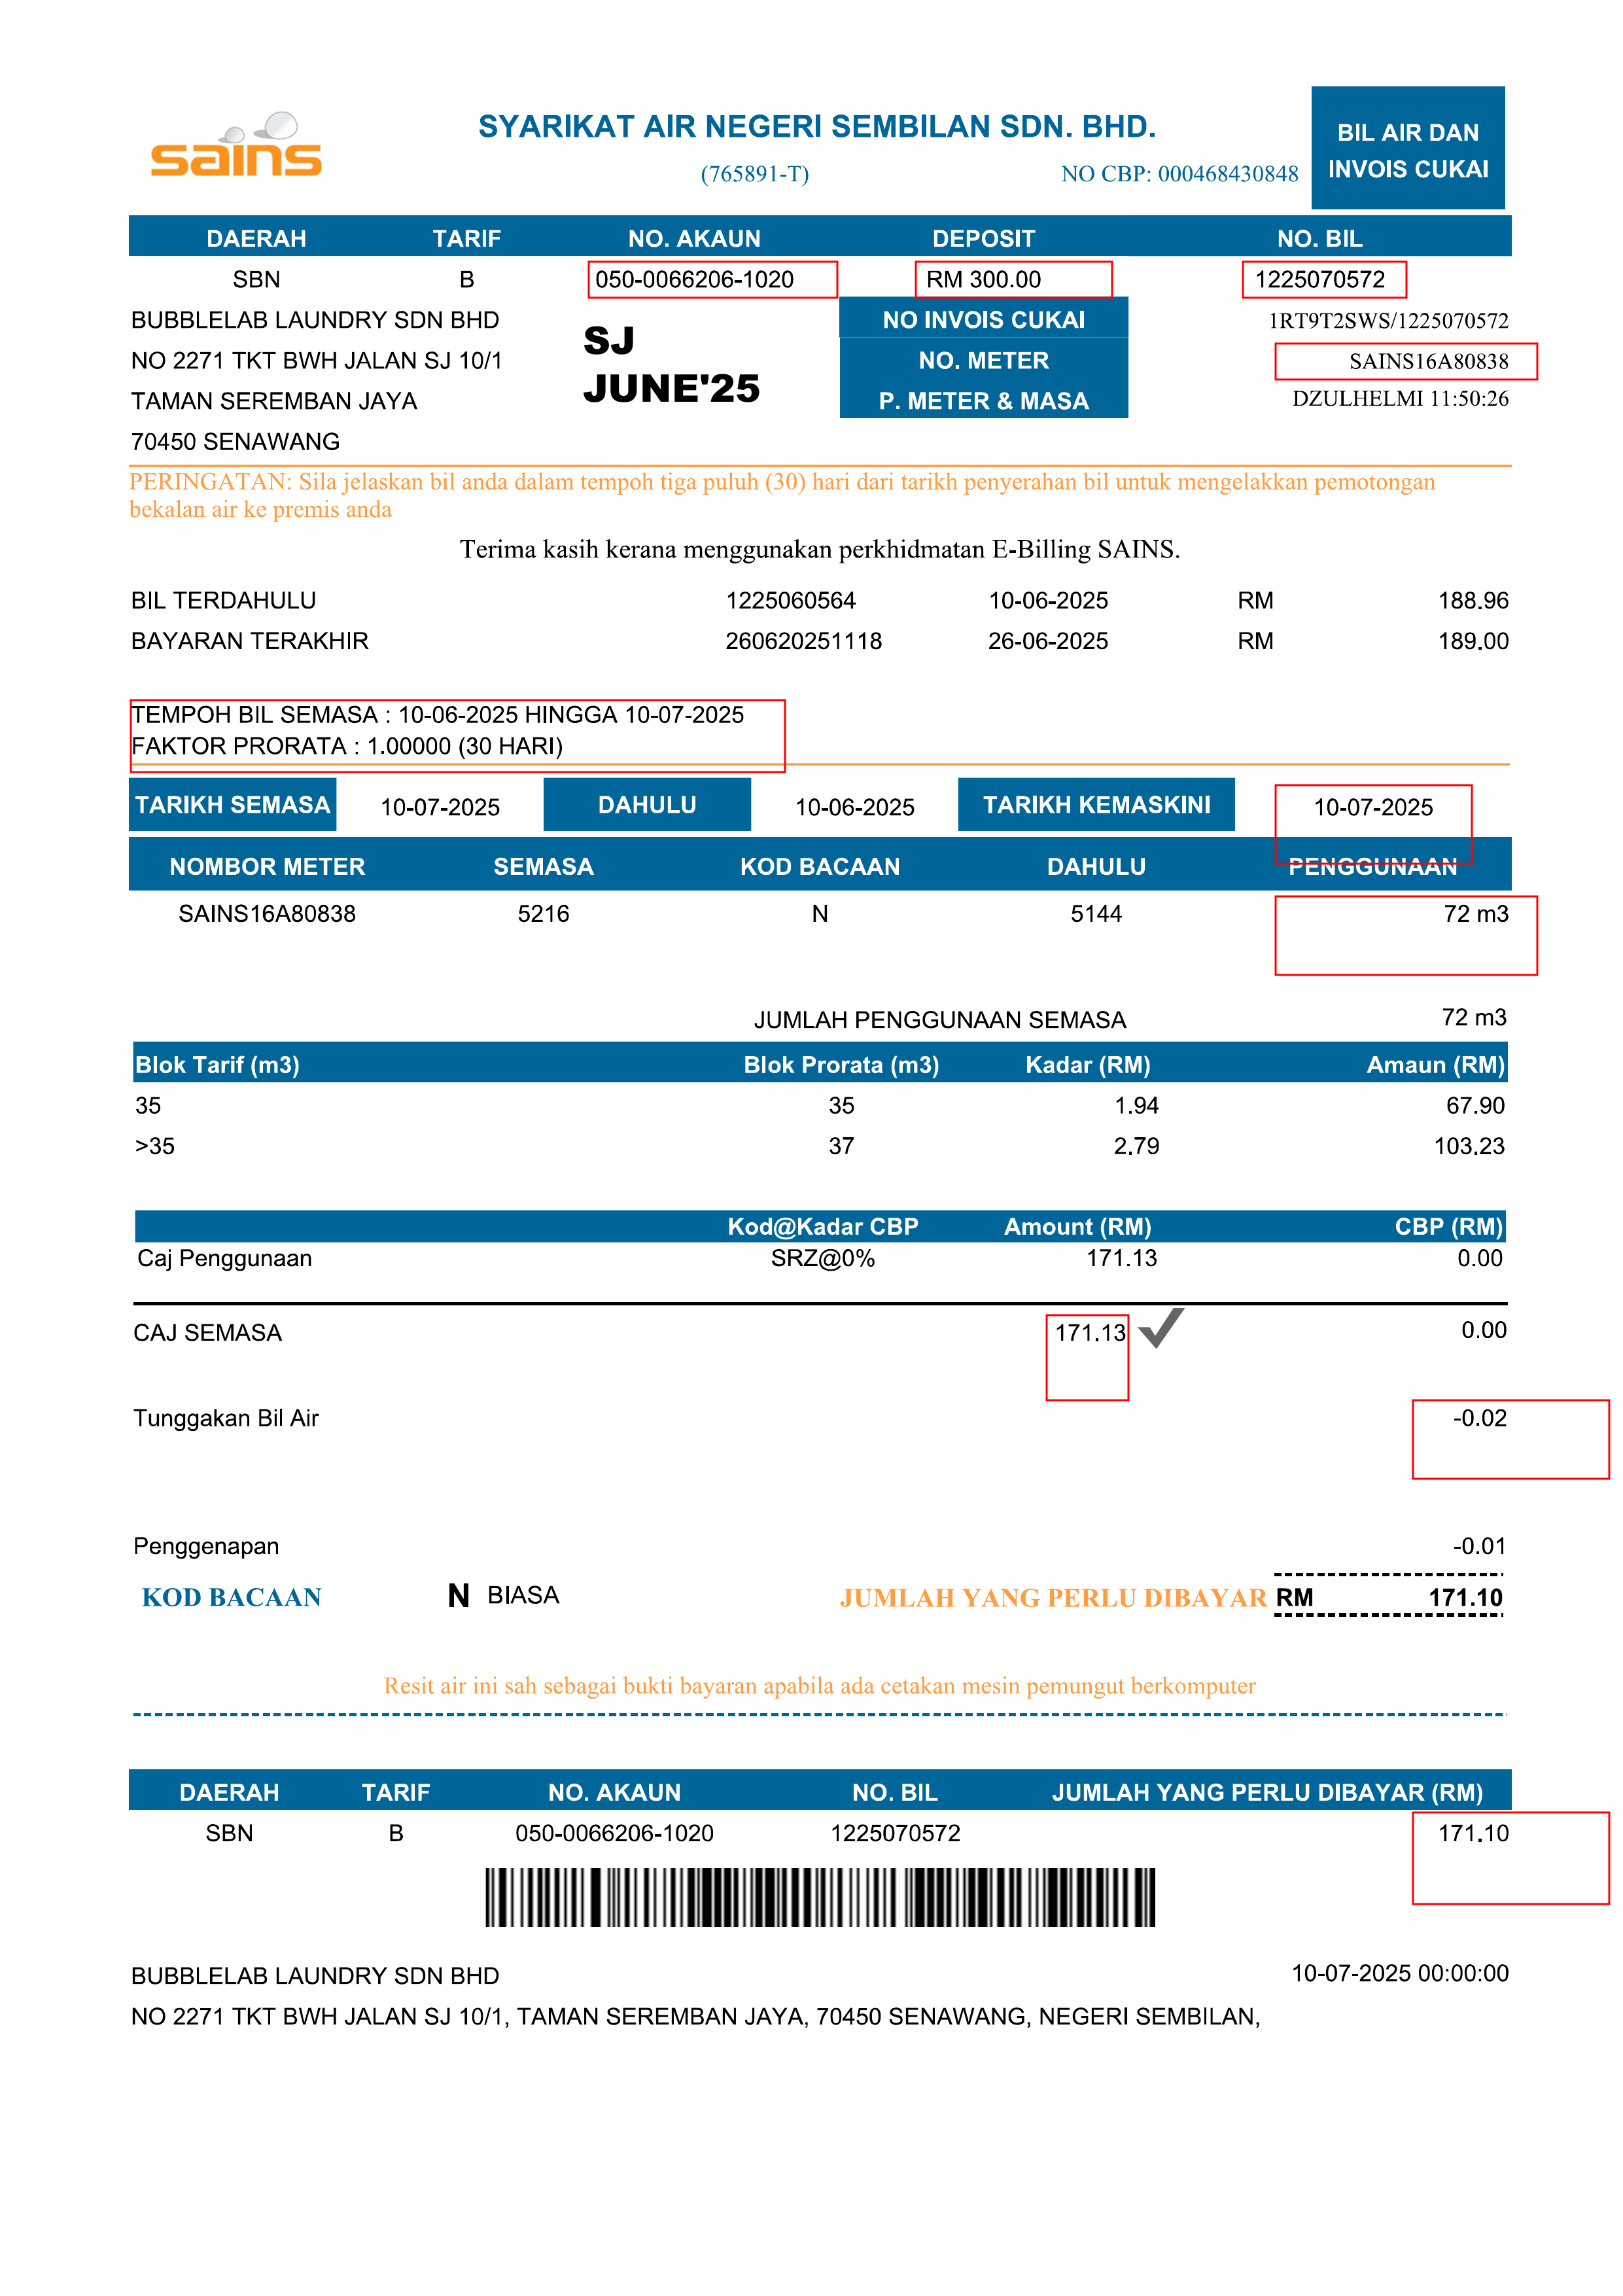 sains
SYARIKAT AIR NEGERI SEMBILAN SDN. BHD.
(765891-T) NO CBP: 000468430848
BIL AIR DAN
INVOIS CUKAI
DAERAH TARIF NO. AKAUN DEPOSIT NO. BIL
SBN B 050-0066206-1020 RM 300.00 1225070572
BUBBLELAB LAUNDRY SDN BHD NO INVOIS CUKAI 1RT9T2SWS/1225070572
NO 2271 TKT BWH JALAN SJ 10/1 NO. METER SAINS16A80838
TAMAN SEREMBAN JAYA P. METER & MASA DZULHELMI 11:50:26
70450 SENAWANG
SJ
JUNE'25
PERINGATAN: Sila jelaskan bil anda dalam tempoh tiga puluh (30) hari dari tarikh penyerahan bil untuk mengelakkan pemotongan
bekalan air ke premis anda
Terima kasih kerana menggunakan perkhidmatan E-Billing SAINS.
BIL TERDAHULU 1225060564 10-06-2025 RM 188.96
BAYARAN TERAKHIR 260620251118 26-06-2025 RM 189.00
TEMPOH BIL SEMASA : 10-06-2025 HINGGA 10-07-2025
FAKTOR PRORATA : 1.00000 (30 HARI)
TARIKH SEMASA 10-07-2025 DAHULU 10-06-2025 TARIKH KEMASKINI 10-07-2025
NOMBOR METER SEMASA KOD BACAAN DAHULU PENGGUNAAN
SAINS16A80838 5216 N 5144 72 m3
JUMLAH PENGGUNAAN SEMASA 72 m3
Blok Tarif (m3) Blok Prorata (m3) Kadar (RM) Amaun (RM)
35 35 1.94 67.90
>35 37 2.79 103.23
Kod@Kadar CBP Amount (RM) CBP (RM)
Caj Penggunaan SRZ@0% 171.13 0.00
CAJ SEMASA 171.13 0.00
Tunggakan Bil Air -0.02
Penggenapan -0.01
KOD BACAAN N BIASA JUMLAH YANG PERLU DIBAYAR RM 171.10
Resit air ini sah sebagai bukti bayaran apabila ada cetakan mesin pemungut berkomputer
DAERAH TARIF NO. AKAUN NO. BIL JUMLAH YANG PERLU DIBAYAR (RM)
SBN B 050-0066206-1020 1225070572 171.10
BUBBLELAB LAUNDRY SDN BHD 10-07-2025 00:00:00
NO 2271 TKT BWH JALAN SJ 10/1, TAMAN SEREMBAN JAYA, 70450 SENAWANG, NEGERI SEMBILAN,